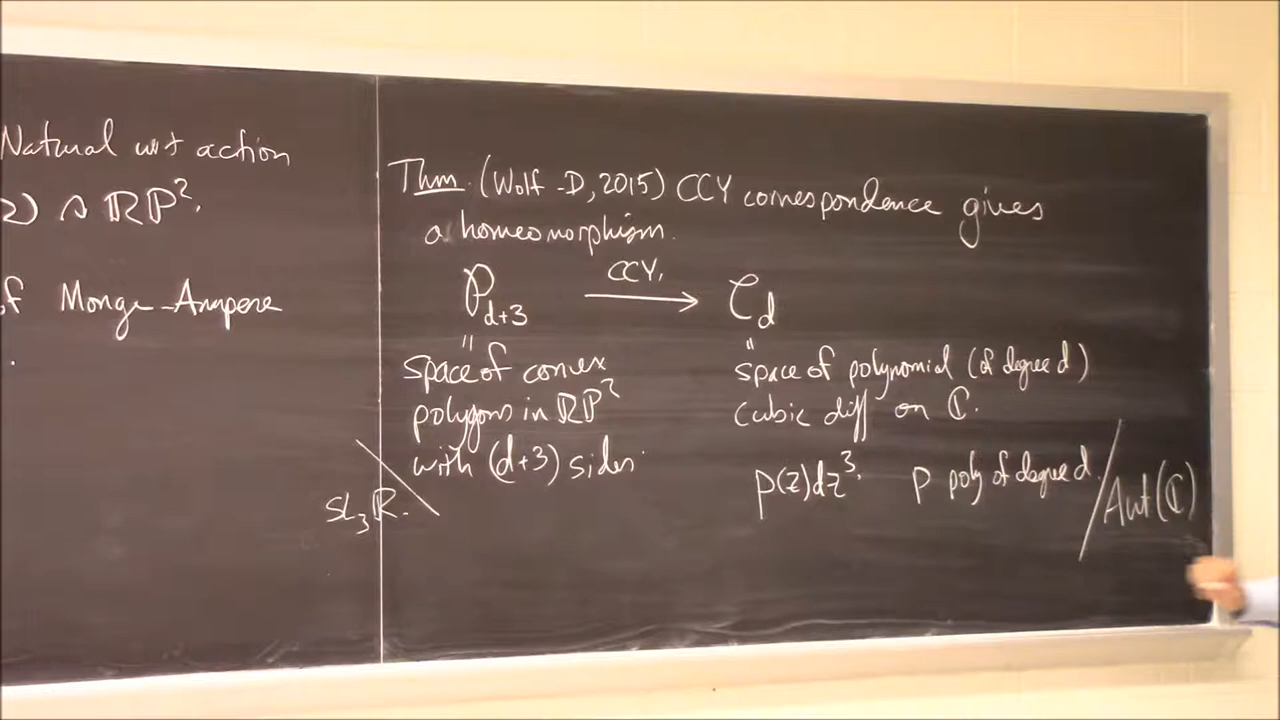 Natural wrt action
2) ↷ ℝP².
of Monge-Ampere
Thm. (Wolf-D, 2015) CCY correspondence gives
a homeomorphism.
CCY.
P_{d+3} ⟶ C_d
" "
space of convex
polygons in ℝP²
with (d+3) sides
SL₃ℝ.
space of polynomial (of degree d)
cubic diff on ℂ.
p(z)dz³. p poly of degree d. / Aut(ℂ)